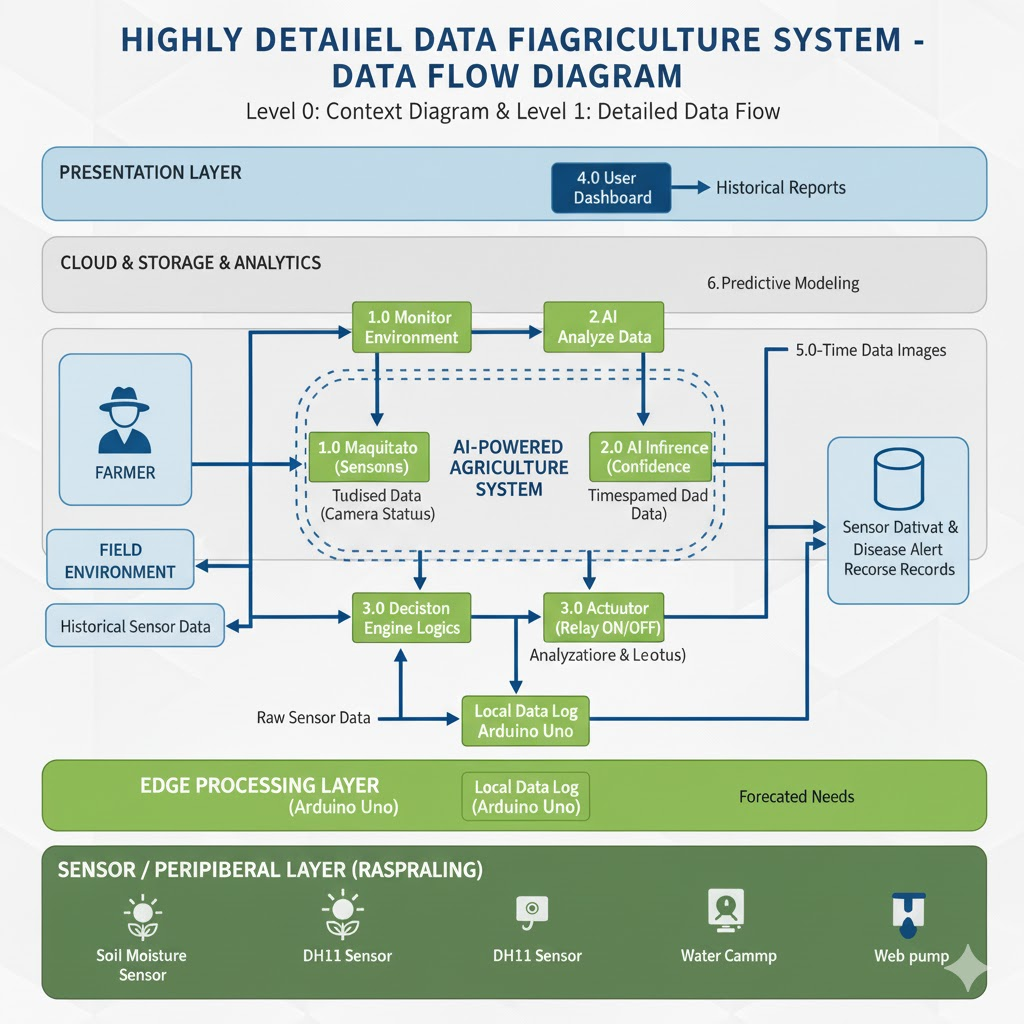 HIGHLY DETAIIEL DATA FIAGRICULTURE SYSTEM -
DATA FLOW DIAGRAM
Level 0: Context Diagram & Level 1: Detailed Data Flow
PRESENTATION LAYER
4.0 User
Dashboard
Historical Reports
CLOUD & STORAGE & ANALYTICS
6.Predictive Modeling
1.0 Monitor
Environment
2.AI
Analyze Data
5.0-Time Data Images
FARMER
1.0 Maquitato
(Sensons)
Tudised Data
(Camera Status)
AI-POWERED
AGRICULTURE
SYSTEM
2.0 AI Infirence
(Confidence
Timespamed Dad
Data)
Sensor Dativat &
Disease Alert
Recorse Records
FIELD
ENVIRONMENT
Historical Sensor Data
3.0 Deciston
Engine Logics
3.0 Actuutor
(Relay ON/OFF)
Analyzatiore & Leotus)
Raw Sensor Data
Local Data Log
Arduino Uno
EDGE PROCESSING LAYER
(Arduino Uno)
Local Data Log
(Arduino Uno)
Forecated Needs
SENSOR / PERIPIBERAL LAYER (RASPRALING)
Soil Moisture
Sensor
DH11 Sensor
DH11 Sensor
Water Cammp
Web pump